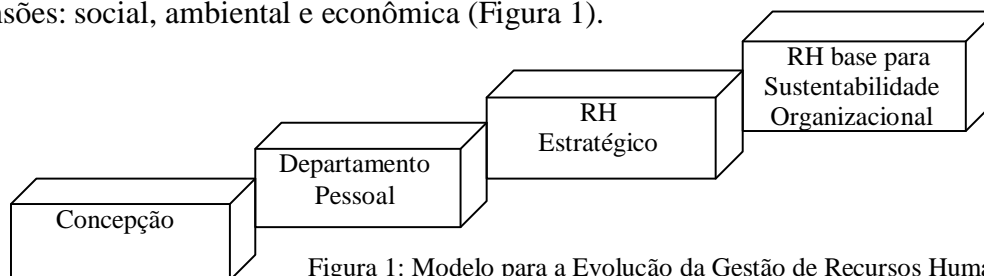 nsões: social, ambiental e econômica (Figura 1).
RH base para
Sustentabilidade
Organizacional
RH
Estratégico
Departamento
Pessoal
Concepção
Figura 1: Modelo para a Evolução da Gestão de Recursos Huma